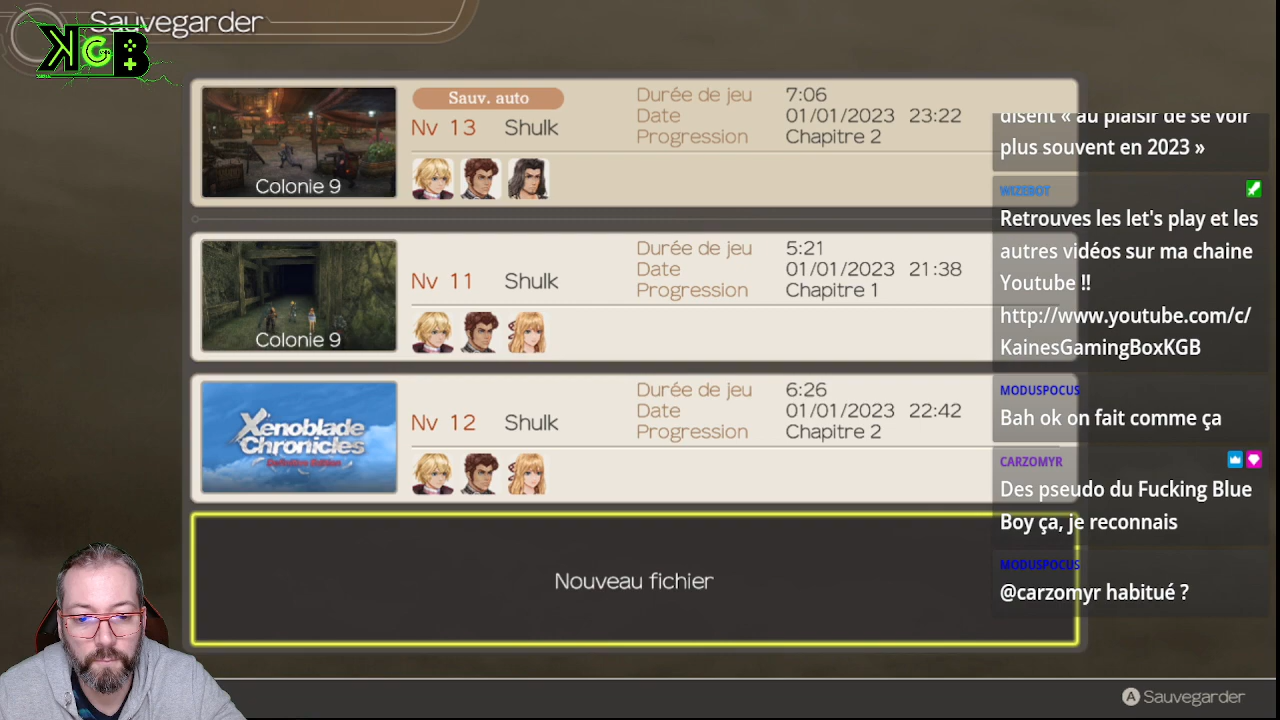 Sauvegarder
KGB
Sauv. auto
Nv 13 Shulk
Durée de jeu 7:06
Date 01/01/2023 23:22
Progression Chapitre 2
Colonie 9
Nv 11 Shulk
Durée de jeu 5:21
Date 01/01/2023 21:38
Progression Chapitre 1
Colonie 9
Xenoblade
Chronicles
Definitive Edition
Nv 12 Shulk
Durée de jeu 6:26
Date 01/01/2023 22:42
Progression Chapitre 2
Nouveau fichier
disent « au plaisir de se voir
plus souvent en 2023 »
WIZEBOT
Retrouves les let's play et les
autres vidéos sur ma chaine
Youtube !!
http://www.youtube.com/c/
KainesGamingBoxKGB
MODUSPOCUS
Bah ok on fait comme ça
CARZOMYR
Des pseudo du Fucking Blue
Boy ça, je reconnais
MODUSPOCUS
@carzomyr habitué ?
A Sauvegarder